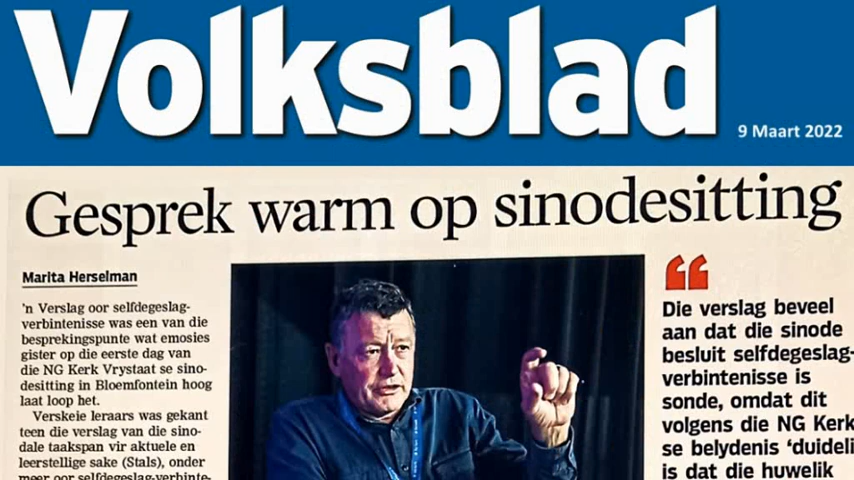 Volksblad
9 Maart 2022
Gesprek warm op sinodesitting
Marita Herselman
'n Verslag oor selfdegeslag-
verbintenisse was een van die
besprekingspunte wat emosies
gister op die eerste dag van
die NG Kerk Vrystaat se sino-
desitting in Bloemfontein hoog
laat loop het.
Verskeie leraars was gekant
teen die verslag van die sino-
dale taakspan vir aktuele en
leerstellige sake (Stals), onder
meer oor selfdegeslag-verbinte-
“
Die verslag beveel
aan dat die sinode
besluit selfdegeslag-
verbintenisse is
sonde, omdat dit
volgens die NG Kerk
se belydenis ‘duideli
is dat die huwelik